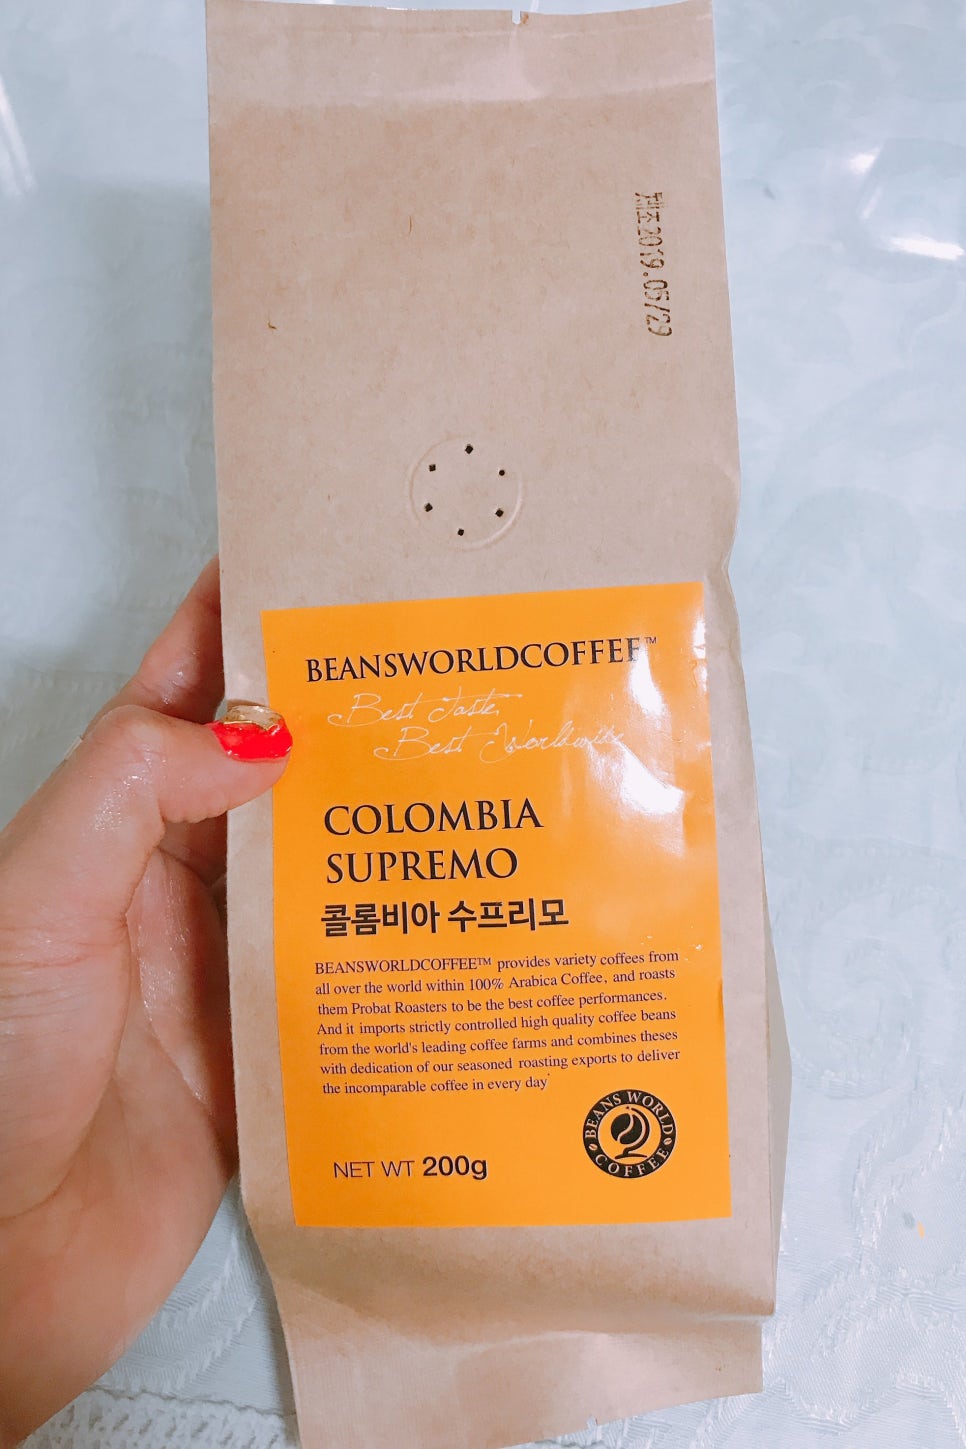 제조2019.05/29
BEANSWORLDCOFFEE™
Best Taste,
Best Worldwide
COLOMBIA
SUPREMO
콜롬비아 수프리모
BEANSWORLDCOFFEE™ provides variety coffees from
all over the world within 100% Arabica Coffee, and roasts
them Probat Roasters to be the best coffee performances.
And it imports strictly controlled high quality coffee beans
from the world's leading coffee farms and combines theses
with dedication of our seasoned roasting exports to deliver
the incomparable coffee in every day
BEANS WORLD
COFFEE
NET WT 200g